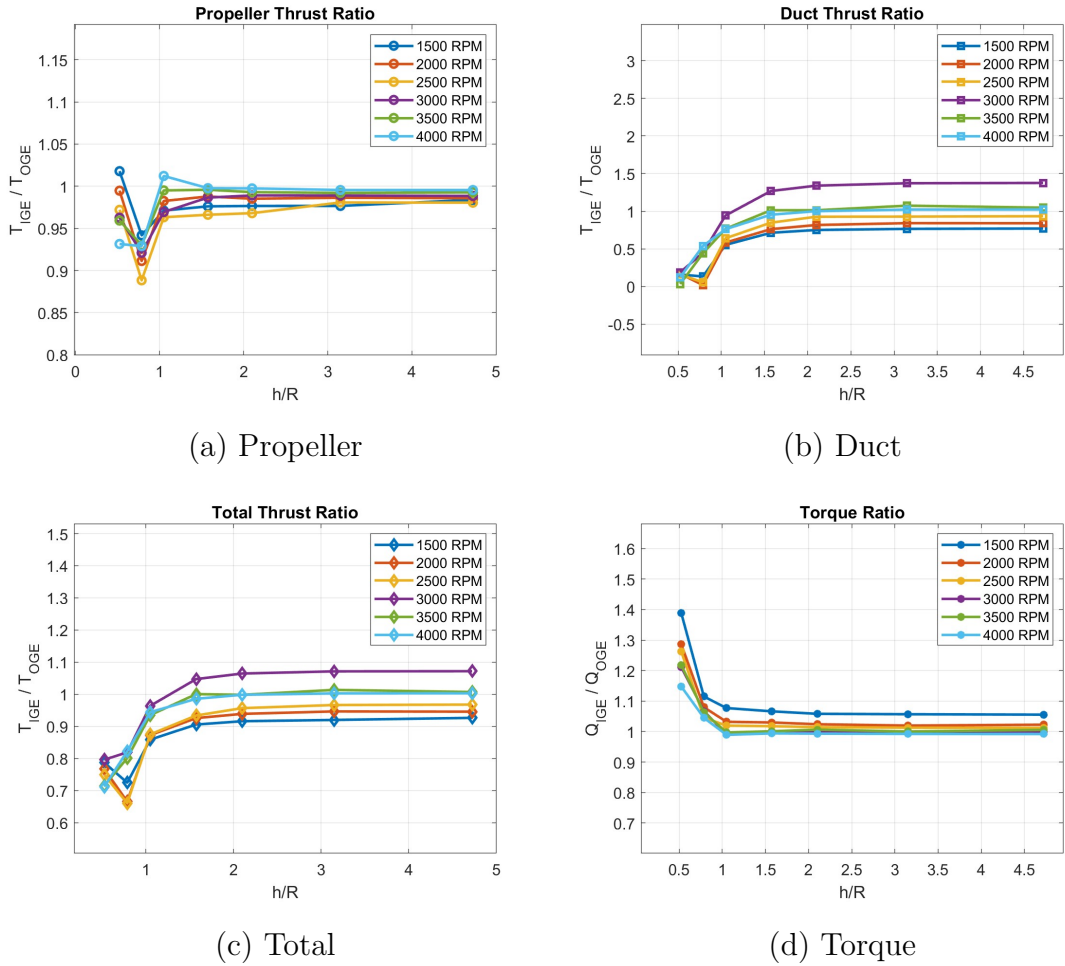 Propeller Thrust Ratio
1.15
1.1
1.05
1
0.95
0.9
0.85
0.8
T_IGE / T_OGE
0 1 2 3 4 5
h/R
1500 RPM
2000 RPM
2500 RPM
3000 RPM
3500 RPM
4000 RPM
(a) Propeller
Duct Thrust Ratio
3
2.5
2
1.5
1
0.5
0
-0.5
T_IGE / T_OGE
0.5 1 1.5 2 2.5 3 3.5 4 4.5
h/R
1500 RPM
2000 RPM
2500 RPM
3000 RPM
3500 RPM
4000 RPM
(b) Duct
Total Thrust Ratio
1.5
1.4
1.3
1.2
1.1
1
0.9
0.8
0.7
0.6
T_IGE / T_OGE
1 2 3 4 5
h/R
1500 RPM
2000 RPM
2500 RPM
3000 RPM
3500 RPM
4000 RPM
(c) Total
Torque Ratio
1.6
1.5
1.4
1.3
1.2
1.1
1
0.9
0.8
0.7
Q_IGE / Q_OGE
0.5 1 1.5 2 2.5 3 3.5 4 4.5
h/R
1500 RPM
2000 RPM
2500 RPM
3000 RPM
3500 RPM
4000 RPM
(d) Torque